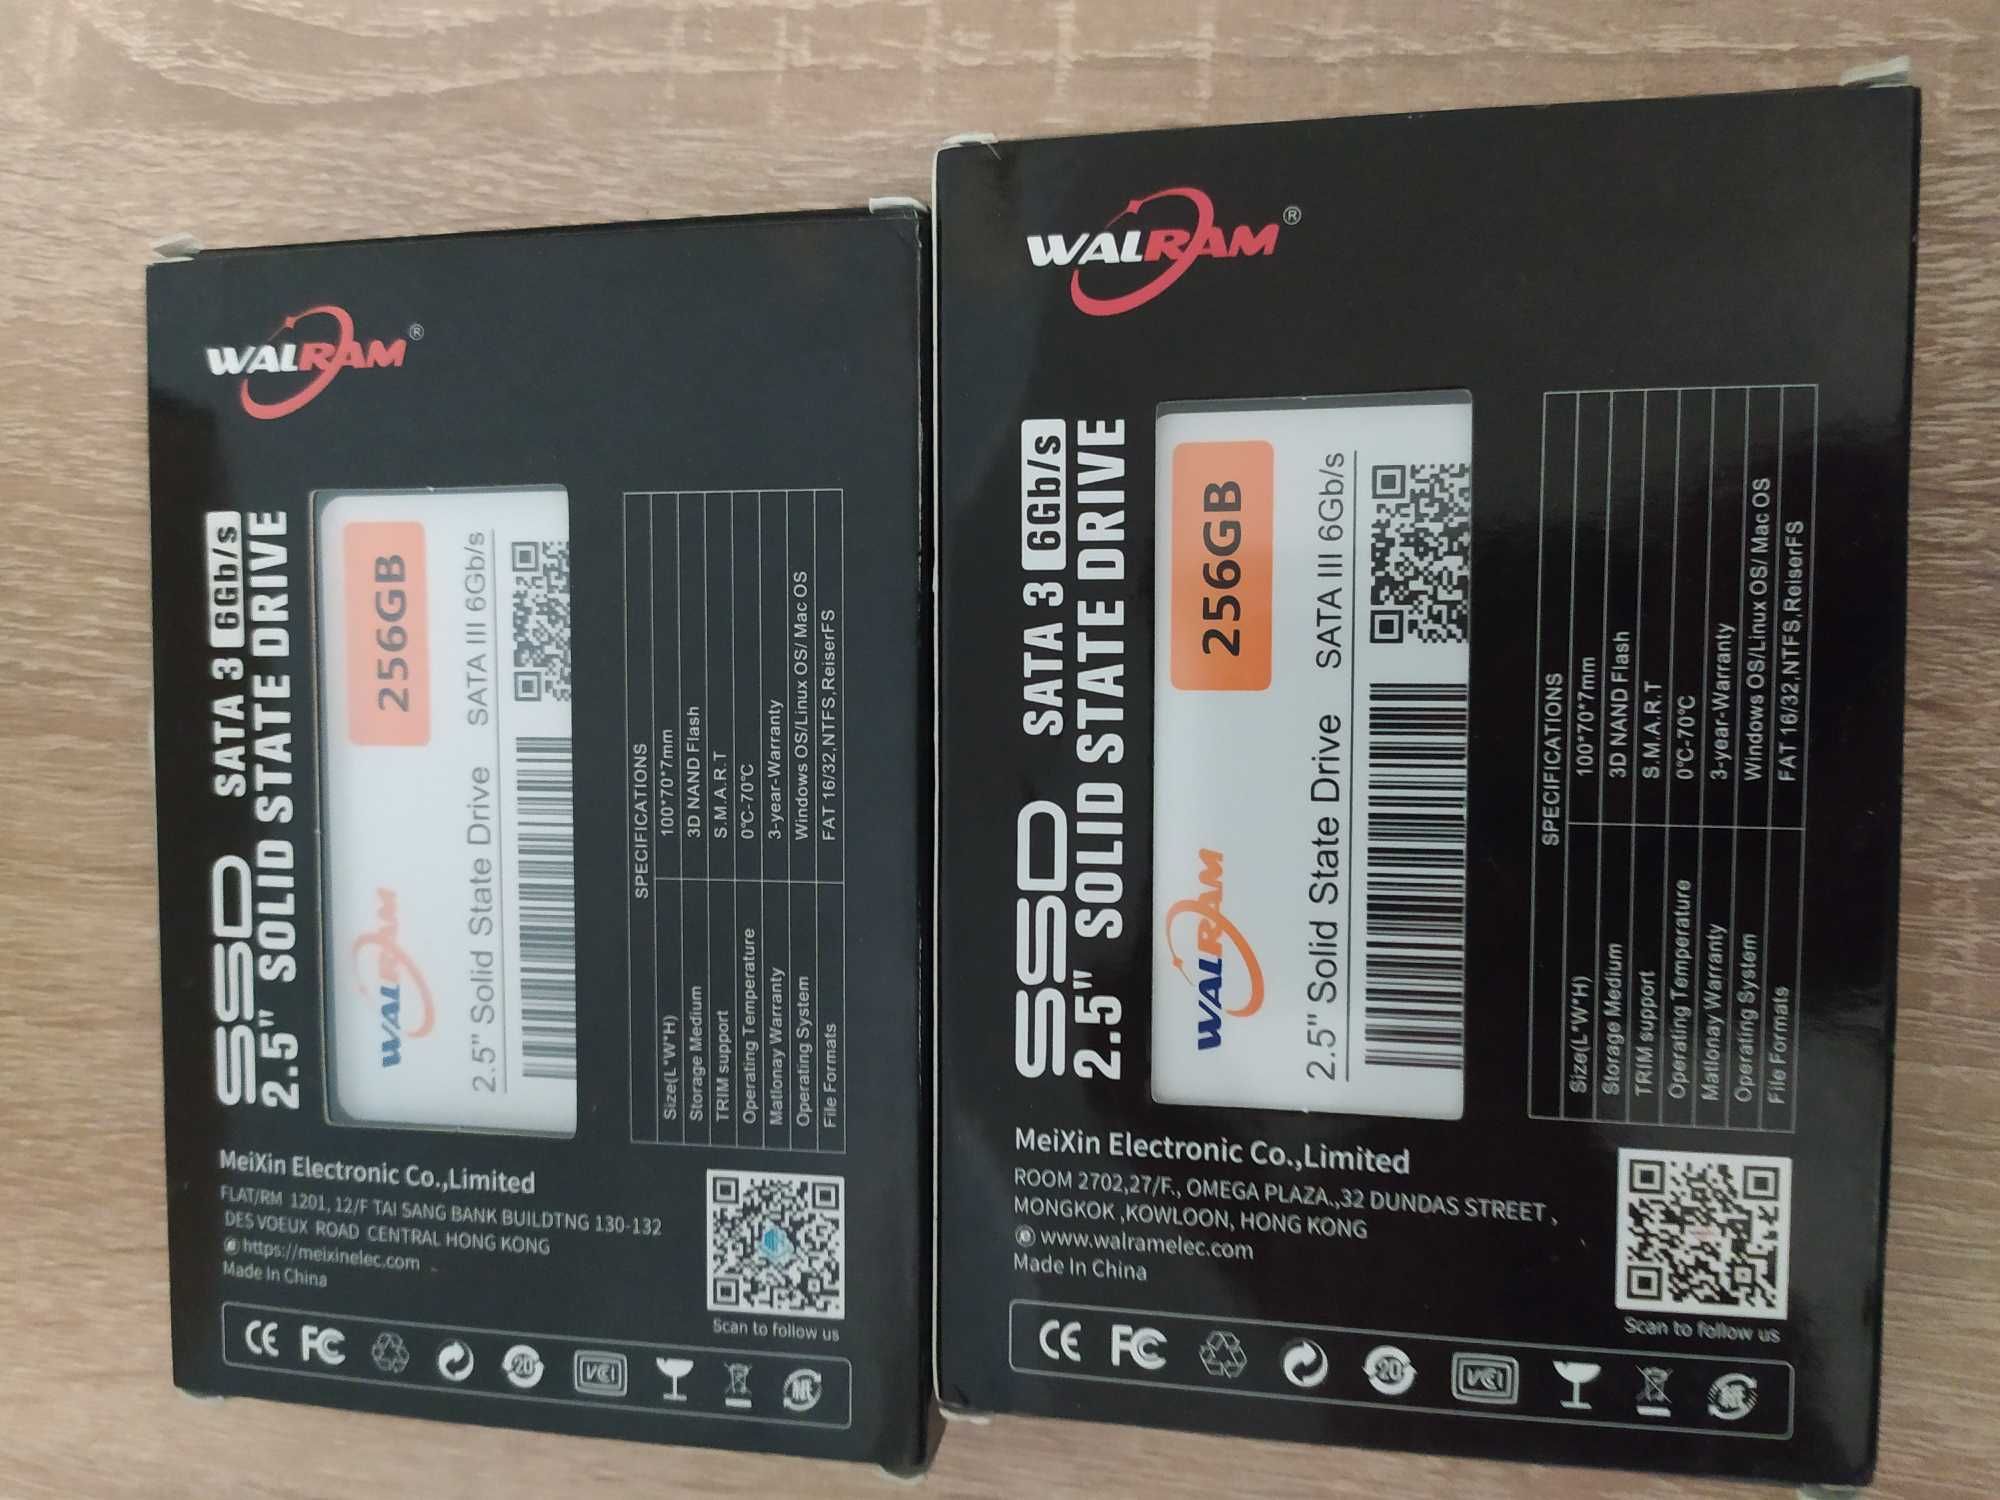 WALRAM®
SSD SATA 3 6Gb/s
2.5" SOLID STATE DRIVE
WALRAM
256GB
2.5" Solid State Drive SATA III 6Gb/s
SPECIFICATIONS
Size(L*W*H) 100*70*7mm
Storage Medium 3D NAND Flash
TRIM support S.M.A.R.T
Operating Temperature 0℃-70℃
Matlonay Warranty 3-year-Warranty
Operating System Windows OS/Linux OS/ Mac OS
File Formats FAT 16/32,NTFS,ReiserFS
MeiXin Electronic Co.,Limited
FLAT/RM 1201, 12/F TAI SANG BANK BUILDTNG 130-132
DES VOEUX ROAD CENTRAL HONG KONG
https://meixinelec.com
Made In China
Scan to follow us
CE FC 20 VCI
WALRAM®
SSD SATA 3 6Gb/s
2.5" SOLID STATE DRIVE
WALRAM
256GB
2.5" Solid State Drive SATA III 6Gb/s
SPECIFICATIONS
Size(L*W*H) 100*70*7mm
Storage Medium 3D NAND Flash
TRIM support S.M.A.R.T
Operating Temperature 0℃-70℃
Matlonay Warranty 3-year-Warranty
Operating System Windows OS/Linux OS/ Mac OS
File Formats FAT 16/32,NTFS,ReiserFS
MeiXin Electronic Co.,Limited
ROOM 2702,27/F., OMEGA PLAZA.,32 DUNDAS STREET ,
MONGKOK ,KOWLOON, HONG KONG
www.walramelec.com
Made In China
Scan to follow us
CE FC 20 VCI